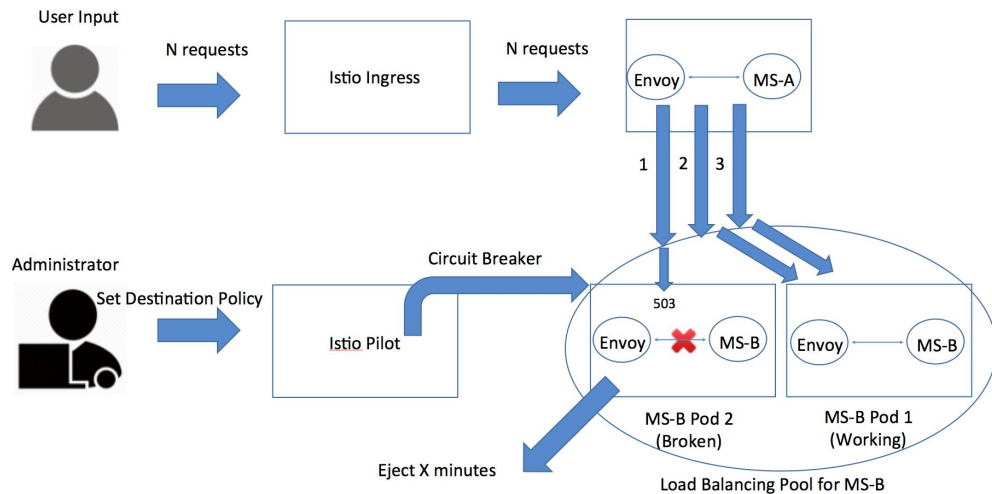 User Input
N requests
Istio Ingress
N requests
Envoy
MS-A
1
2
3
Administrator
Set Destination Policy
Istio Pilot
Circuit Breaker
503
Envoy
MS-B
Envoy
MS-B
MS-B Pod 2
(Broken)
MS-B Pod 1
(Working)
Eject X minutes
Load Balancing Pool for MS-B